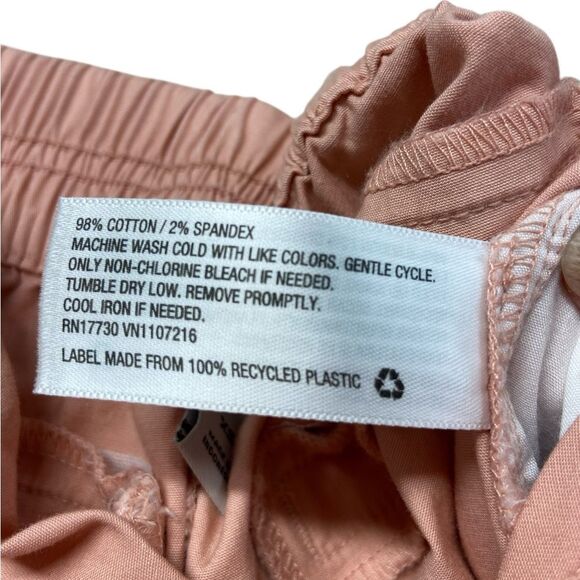 98% COTTON / 2% SPANDEX
MACHINE WASH COLD WITH LIKE COLORS. GENTLE CYCLE.
ONLY NON-CHLORINE BLEACH IF NEEDED.
TUMBLE DRY LOW. REMOVE PROMPTLY.
COOL IRON IF NEEDED.
RN17730 VN1107216
LABEL MADE FROM 100% RECYCLED PLASTIC